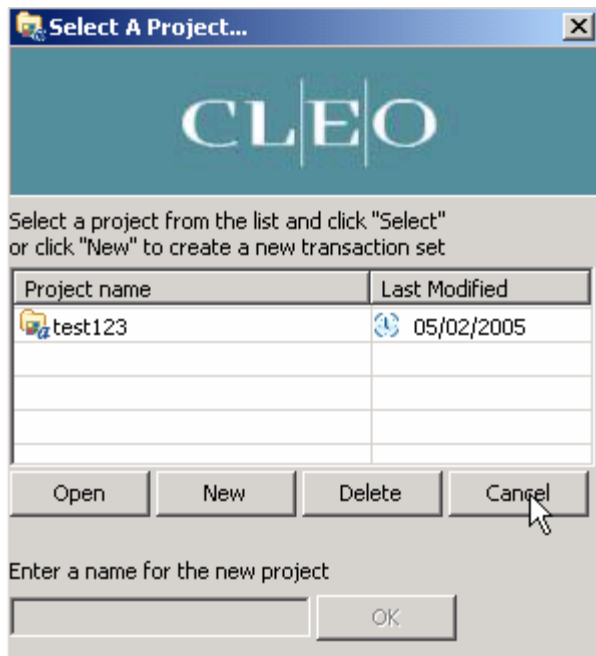 Select A Project...
CLEO
Select a project from the list and click "Select"
or click "New" to create a new transaction set
Project name Last Modified
test123 05/02/2005
Open New Delete Cancel
Enter a name for the new project
OK